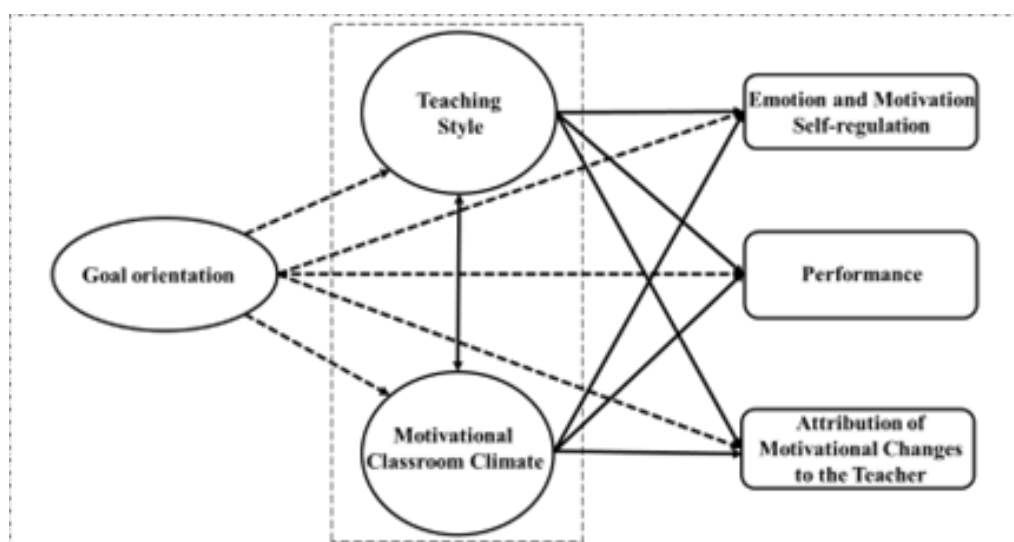 Teaching
Style
Emotion and Motivation
Self-regulation
Goal orientation
Performance
Motivational
Classroom Climate
Attribution of
Motivational Changes
to the Teacher